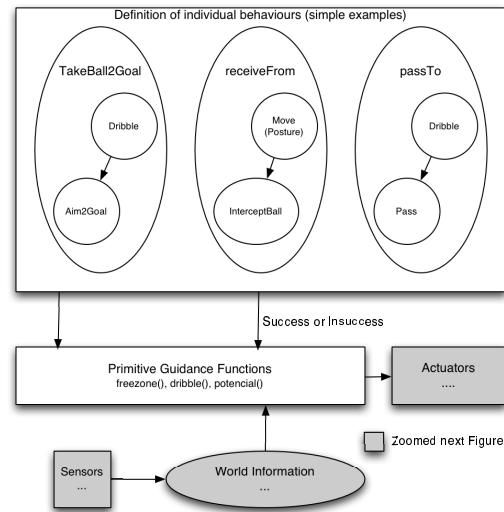 Definition of individual behaviours (simple examples)
TakeBall2Goal
receiveFrom
passTo
Dribble
Move
(Posture)
Dribble
Aim2Goal
InterceptBall
Pass
Success or Insuccess
Primitive Guidance Functions
freezone(), dribble(), potencial()
Actuators
....
Zoomed next Figure
Sensors
...
World Information
...